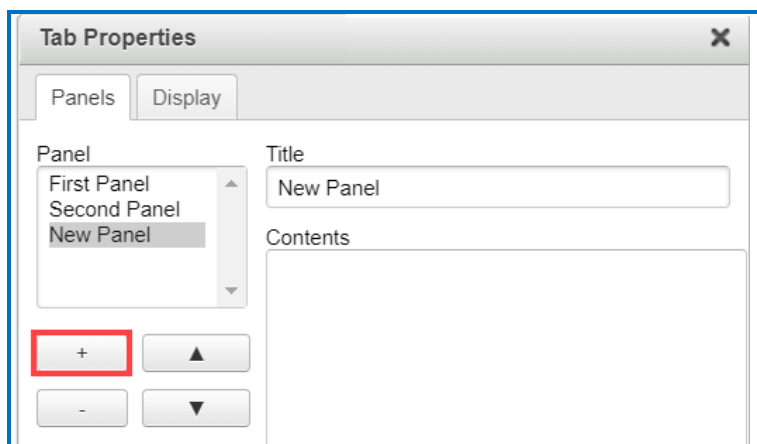 Tab Properties
Panels
Display
Panel
First Panel
Second Panel
New Panel
Title
New Panel
Contents
+
-